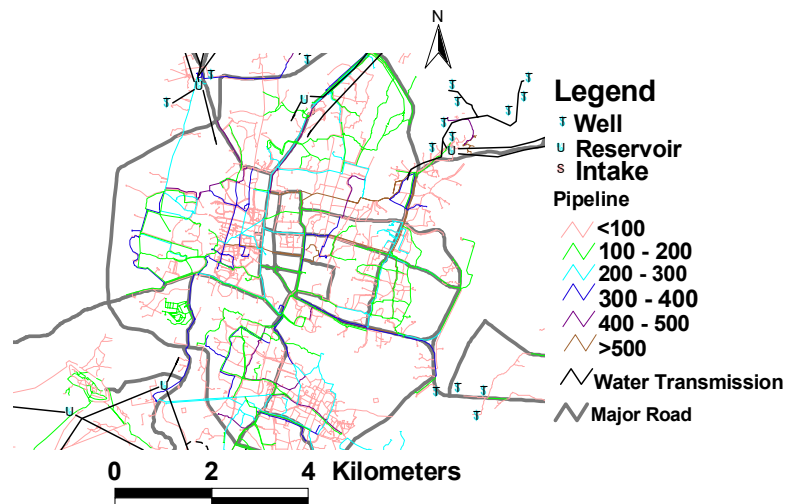 N
Legend
T Well
U Reservoir
S Intake
Pipeline
<100
100 - 200
200 - 300
300 - 400
400 - 500
>500
Water Transmission
Major Road
T
T
T
U
T
U
T
T
T
T
T
T
T
U
U
U
T
T
T
T
0 2 4 Kilometers